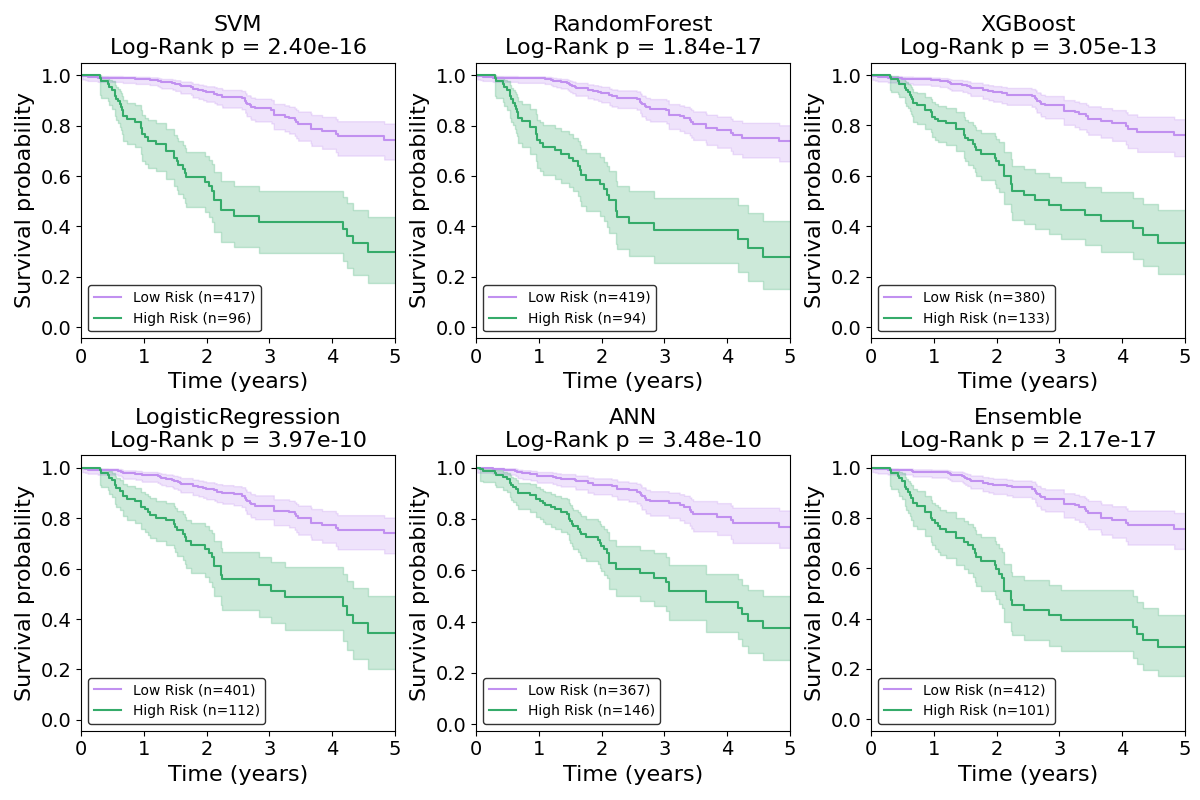 SVM
Log-Rank p = 2.40e-16
Survival probability
1.0
0.8
0.6
0.4
0.2
0.0
Low Risk (n=417)
High Risk (n=96)
0 1 2 3 4 5
Time (years)
RandomForest
Log-Rank p = 1.84e-17
Survival probability
1.0
0.8
0.6
0.4
0.2
0.0
Low Risk (n=419)
High Risk (n=94)
0 1 2 3 4 5
Time (years)
XGBoost
Log-Rank p = 3.05e-13
Survival probability
1.0
0.8
0.6
0.4
0.2
0.0
Low Risk (n=380)
High Risk (n=133)
0 1 2 3 4 5
Time (years)
LogisticRegression
Log-Rank p = 3.97e-10
Survival probability
1.0
0.8
0.6
0.4
0.2
0.0
Low Risk (n=401)
High Risk (n=112)
0 1 2 3 4 5
Time (years)
ANN
Log-Rank p = 3.48e-10
Survival probability
1.0
0.8
0.6
0.4
0.2
0.0
Low Risk (n=367)
High Risk (n=146)
0 1 2 3 4 5
Time (years)
Ensemble
Log-Rank p = 2.17e-17
Survival probability
1.0
0.8
0.6
0.4
0.2
0.0
Low Risk (n=412)
High Risk (n=101)
0 1 2 3 4 5
Time (years)